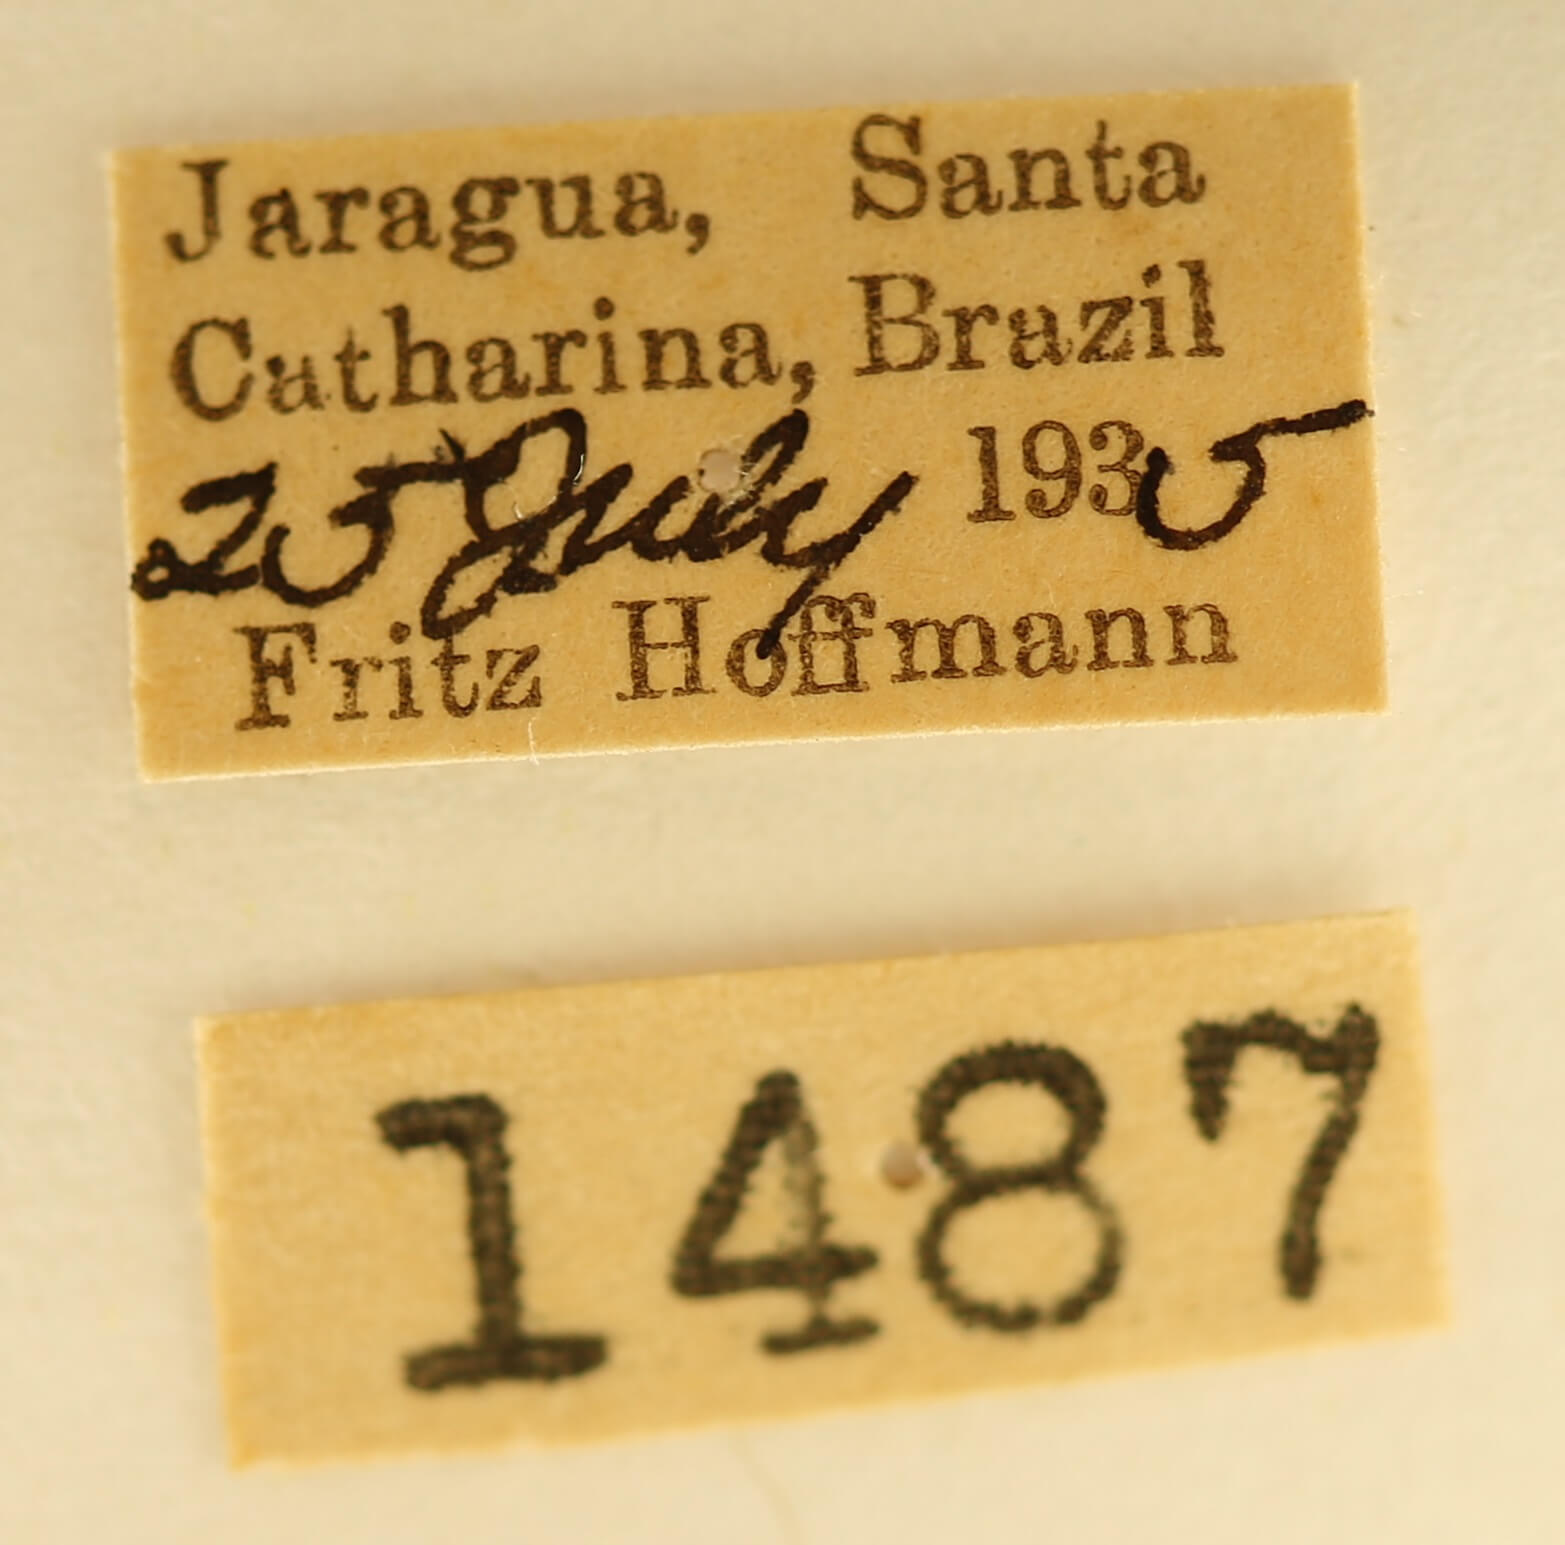 Jaragua, Santa
Catharina, Brazil
25 July 1935
Fritz Hoffmann
1487